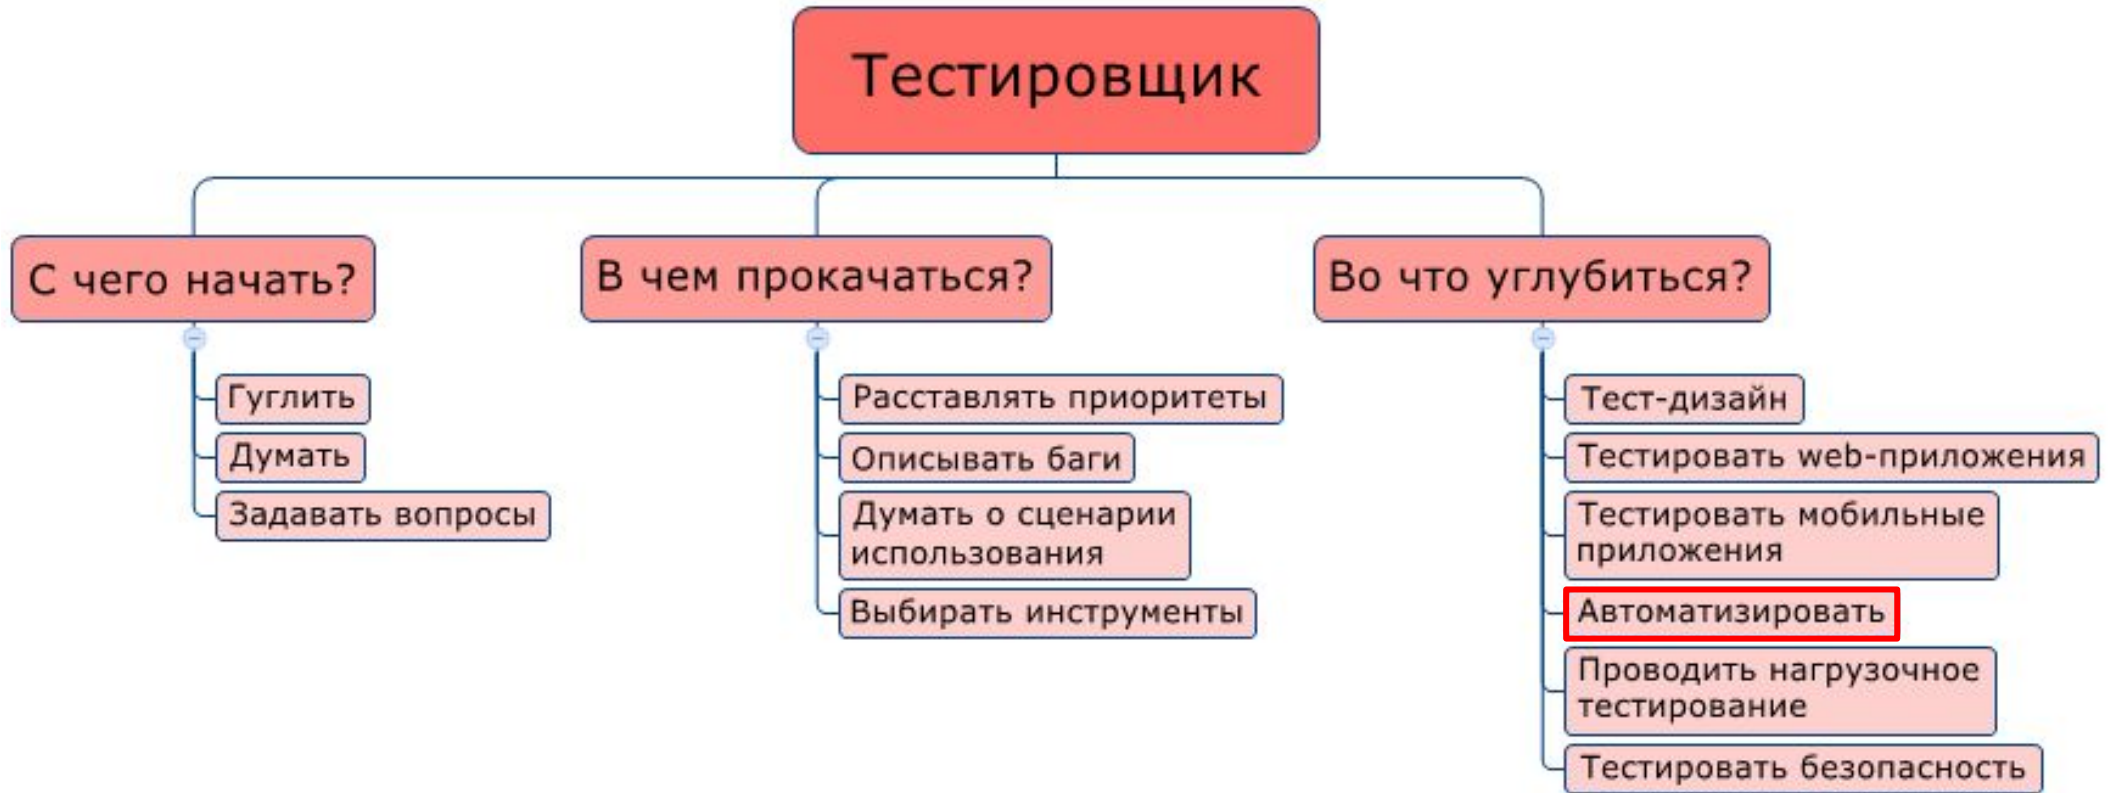 Тестировщик
С чего начать?
Гуглить
Думать
Задавать вопросы
В чем прокачаться?
Расставлять приоритеты
Описывать баги
Думать о сценарии
использования
Выбирать инструменты
Во что углубиться?
Тест-дизайн
Тестировать web-приложения
Тестировать мобильные
приложения
Автоматизировать
Проводить нагрузочное
тестирование
Тестировать безопасность